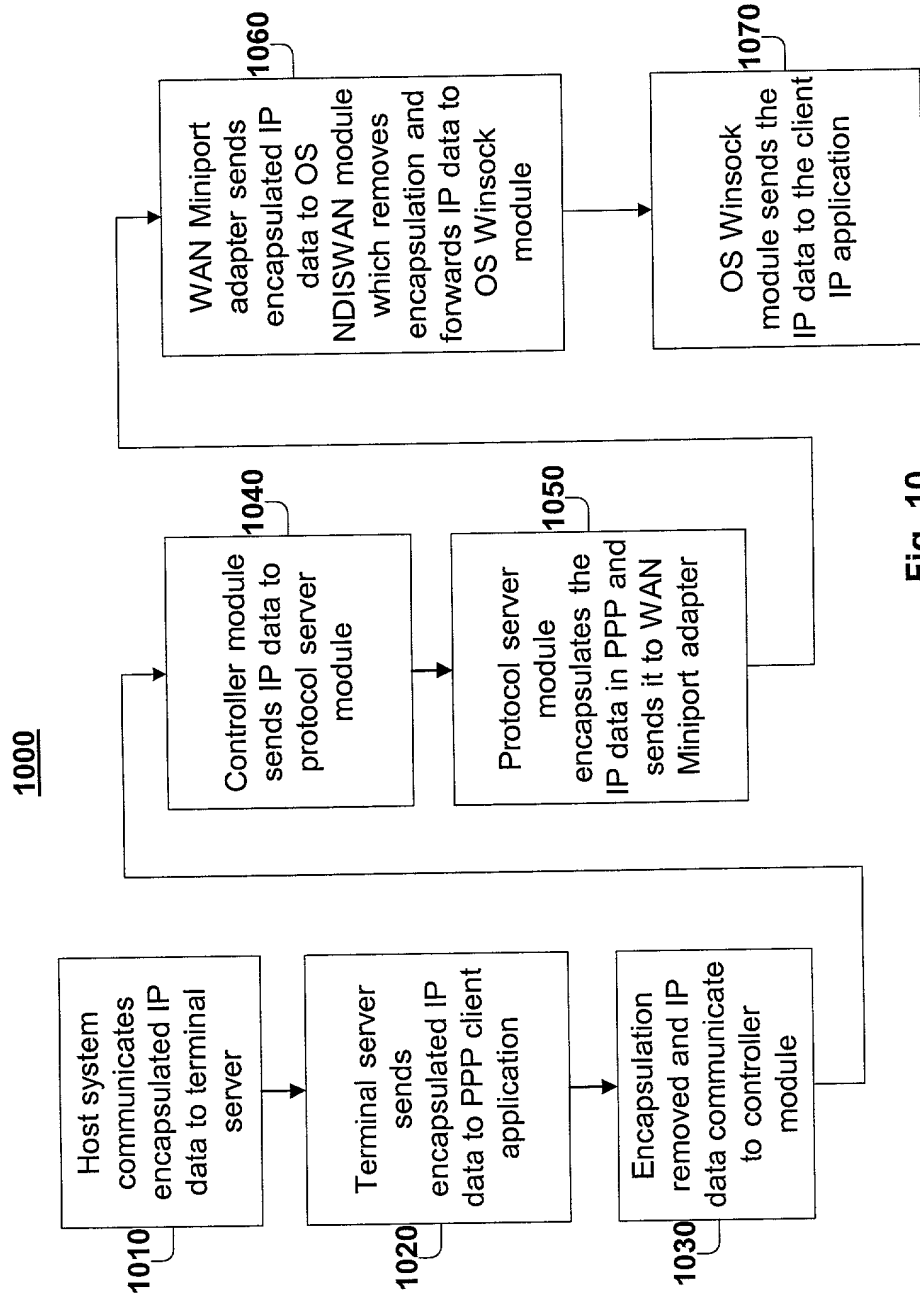 1000
Host system
communicates
encapsulated IP
data to terminal
server
1010
Terminal server
sends
encapsulated IP
data to PPP client
application
1020
Encapsulation
removed and IP
data communicate
to controller
module
1030
Controller module
sends IP data to
protocol server
module
1040
Protocol server
module
encapsulates the
IP data in PPP and
sends it to WAN
Miniport adapter
1050
WAN Miniport
adapter sends
encapsulated IP
data to OS
NDISWAN module
which removes
encapsulation and
forwards IP data to
OS Winsock
module
1060
OS Winsock
module sends the
IP data to the client
IP application
1070
Fig. 10